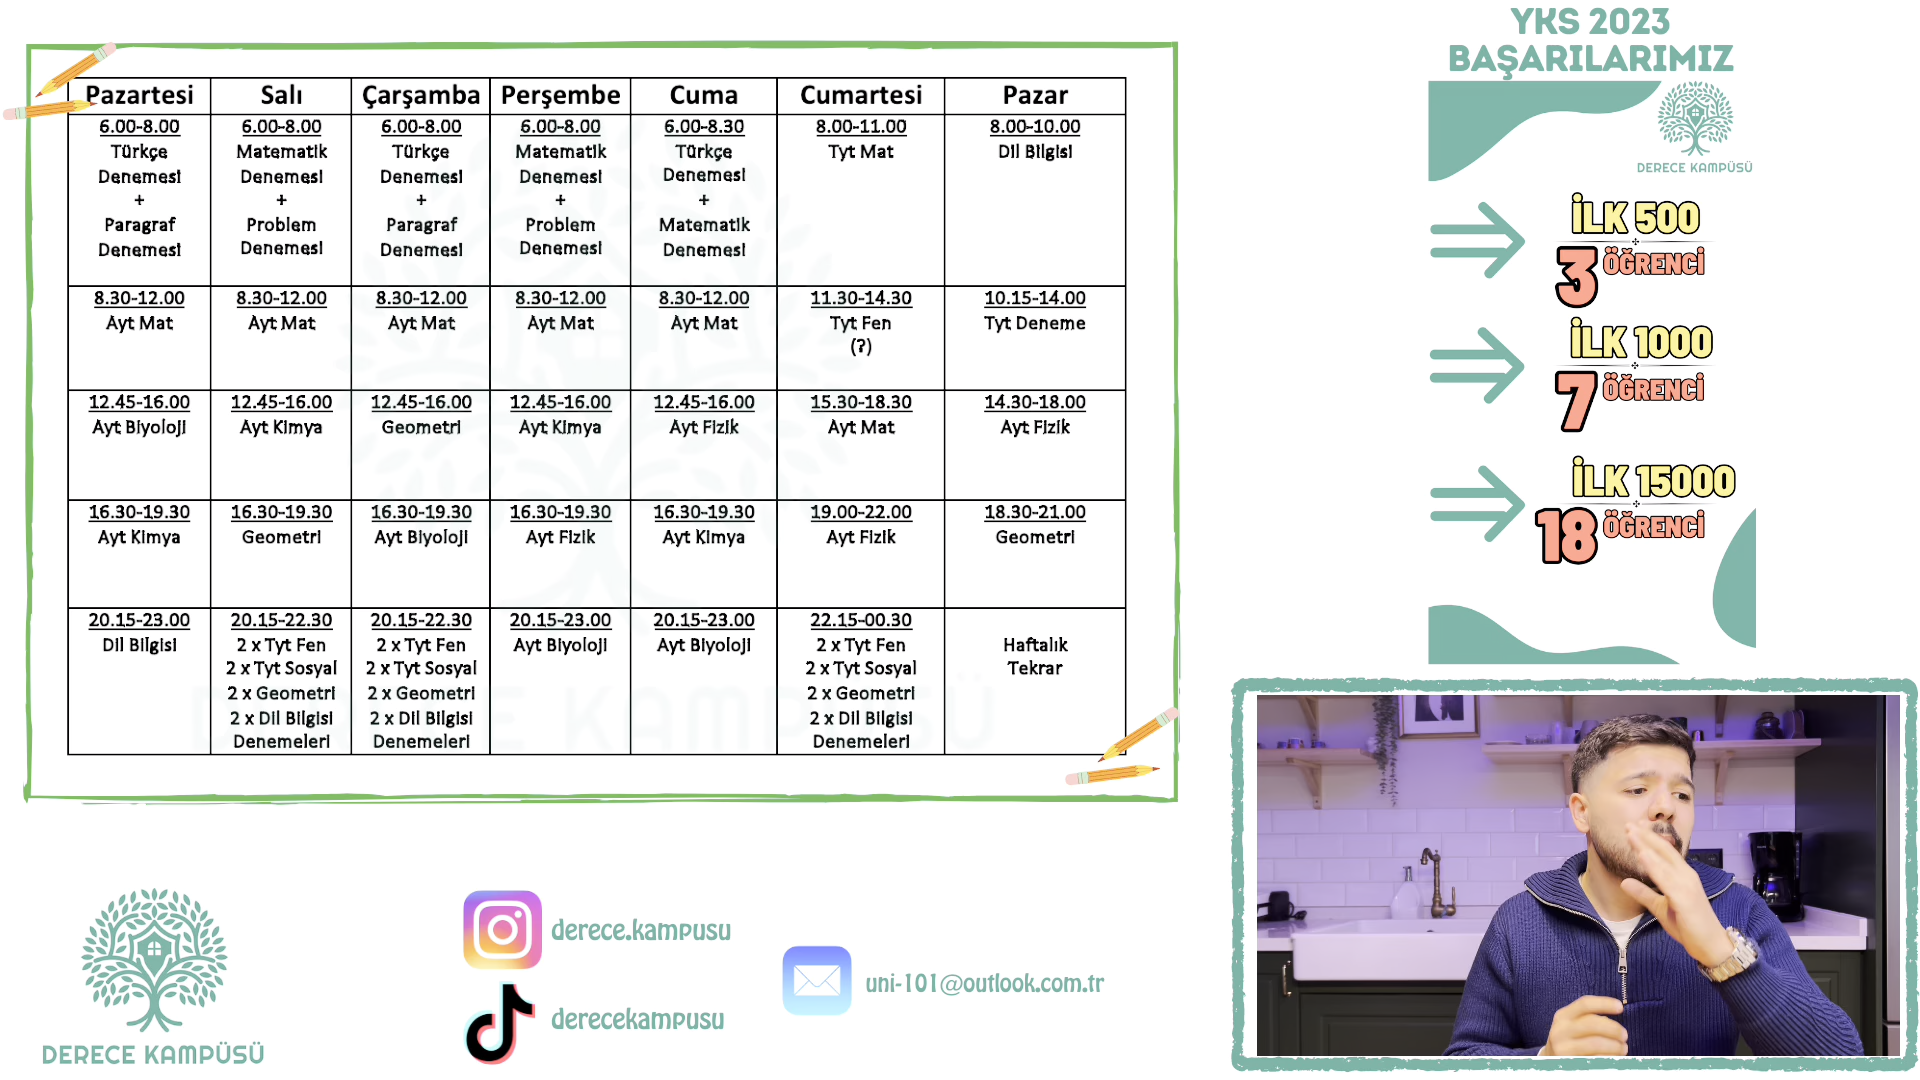 Pazartesi Salı Çarşamba Perşembe Cuma Cumartesi Pazar
6.00-8.00
Türkçe
Denemesi
+
Paragraf
Denemesi
6.00-8.00
Matematik
Denemesi
+
Problem
Denemesi
6.00-8.00
Türkçe
Denemesi
+
Paragraf
Denemesi
6.00-8.00
Matematik
Denemesi
+
Problem
Denemesi
6.00-8.30
Türkçe
Denemesi
+
Matematik
Denemesi
8.00-11.00
Tyt Mat
8.00-10.00
Dil Bilgisi
8.30-12.00
Ayt Mat
8.30-12.00
Ayt Mat
8.30-12.00
Ayt Mat
8.30-12.00
Ayt Mat
8.30-12.00
Ayt Mat
11.30-14.30
Tyt Fen
(?)
10.15-14.00
Tyt Deneme
12.45-16.00
Ayt Biyoloji
12.45-16.00
Ayt Kimya
12.45-16.00
Geometri
12.45-16.00
Ayt Kimya
12.45-16.00
Ayt Fizik
15.30-18.30
Ayt Mat
14.30-18.00
Ayt Fizik
16.30-19.30
Ayt Kimya
16.30-19.30
Geometri
16.30-19.30
Ayt Biyoloji
16.30-19.30
Ayt Fizik
16.30-19.30
Ayt Kimya
19.00-22.00
Ayt Fizik
18.30-21.00
Geometri
20.15-23.00
Dil Bilgisi
20.15-22.30
2 x Tyt Fen
2 x Tyt Sosyal
2 x Geometri
2 x Dil Bilgisi
Denemeleri
20.15-22.30
2 x Tyt Fen
2 x Tyt Sosyal
2 x Geometri
2 x Dil Bilgisi
Denemeleri
20.15-23.00
Ayt Biyoloji
20.15-23.00
Ayt Biyoloji
22.15-00.30
2 x Tyt Fen
2 x Tyt Sosyal
2 x Geometri
2 x Dil Bilgisi
Denemeleri
Haftalık
Tekrar
DERECE KAMPÜSÜ
YKS 2023
BAŞARILARIMIZ
DERECE KAMPÜSÜ
İLK 500
3 ÖĞRENCİ
İLK 1000
7 ÖĞRENCİ
İLK 15000
18 ÖĞRENCİ
DERECE KAMPÜSÜ
derece.kampusu
derecekampusu
uni-101@outlook.com.tr